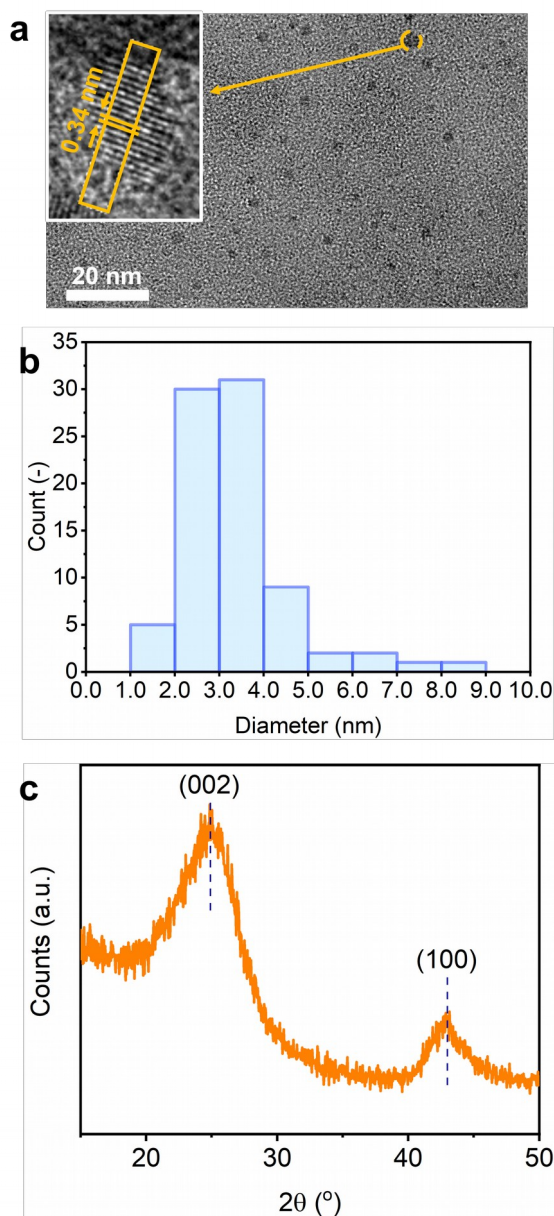 a
0.34 nm
20 nm
b
35
30
25
20
15
10
5
0
Count (-)
0.0 1.0 2.0 3.0 4.0 5.0 6.0 7.0 8.0 9.0 10.0
Diameter (nm)
c
(002)
(100)
Counts (a.u.)
20 30 40 50
2θ (º)